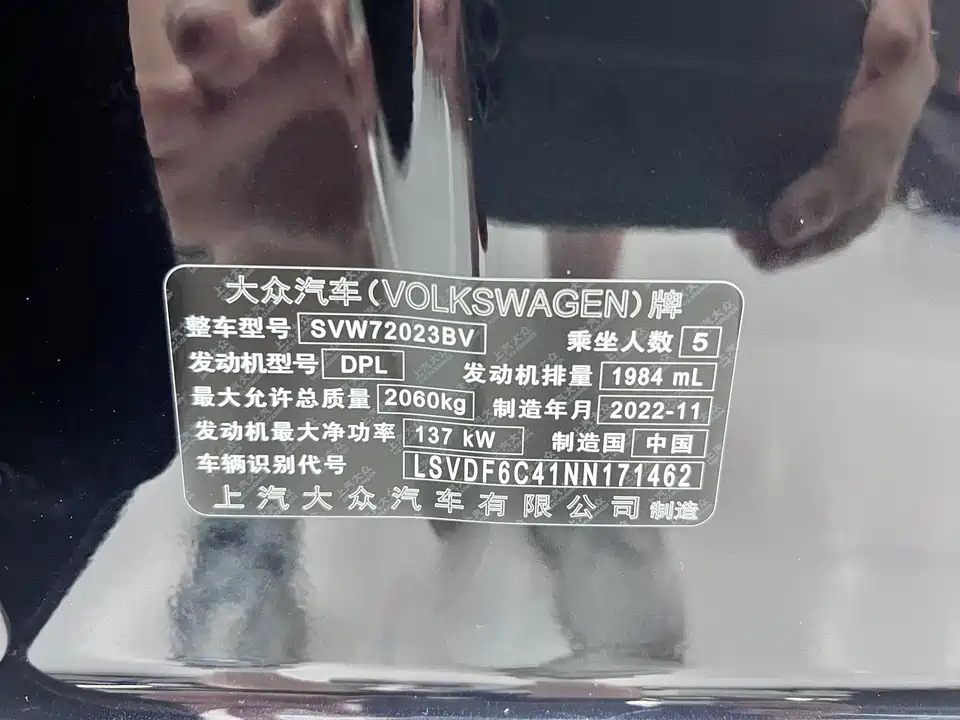 大众汽车(VOLKSWAGEN)牌
整车型号 SVW72023BV 乘坐人数 5
发动机型号 DPL 发动机排量 1984 mL
最大允许总质量 2060kg 制造年月 2022-11
发动机最大净功率 137 kW 制造国 中国
车辆识别代号 LSVDF6C41NN171462
上汽大众汽车有限公司 制造